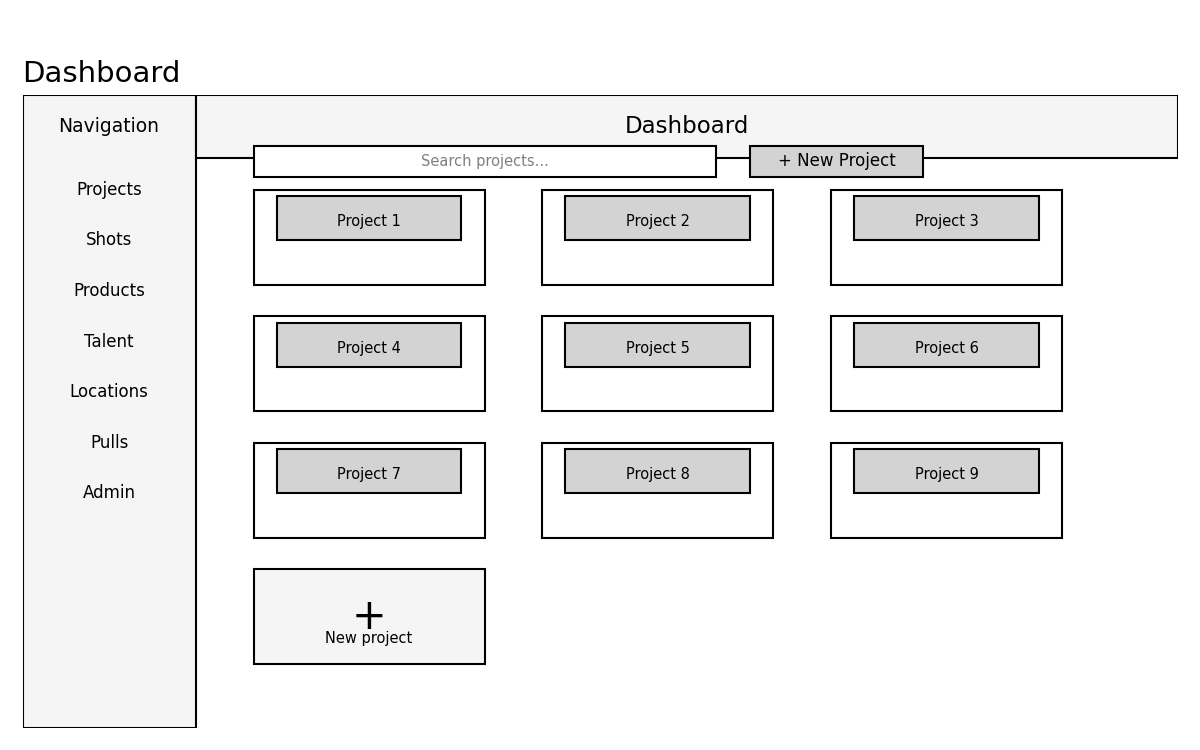 Dashboard
Navigation
Dashboard
Search projects...
+ New Project
Projects
Shots
Products
Talent
Locations
Pulls
Admin
Project 1
Project 2
Project 3
Project 4
Project 5
Project 6
Project 7
Project 8
Project 9
+
New project